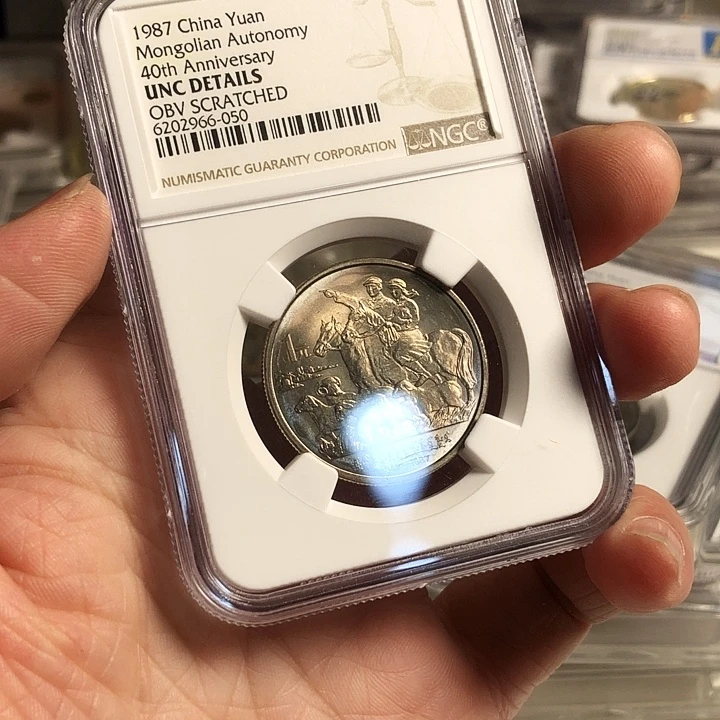 1987 China Yuan
Mongolian Autonomy
40th Anniversary
UNC DETAILS
OBV SCRATCHED
6202966-050
NGC®
NUMISMATIC GUARANTY CORPORATION